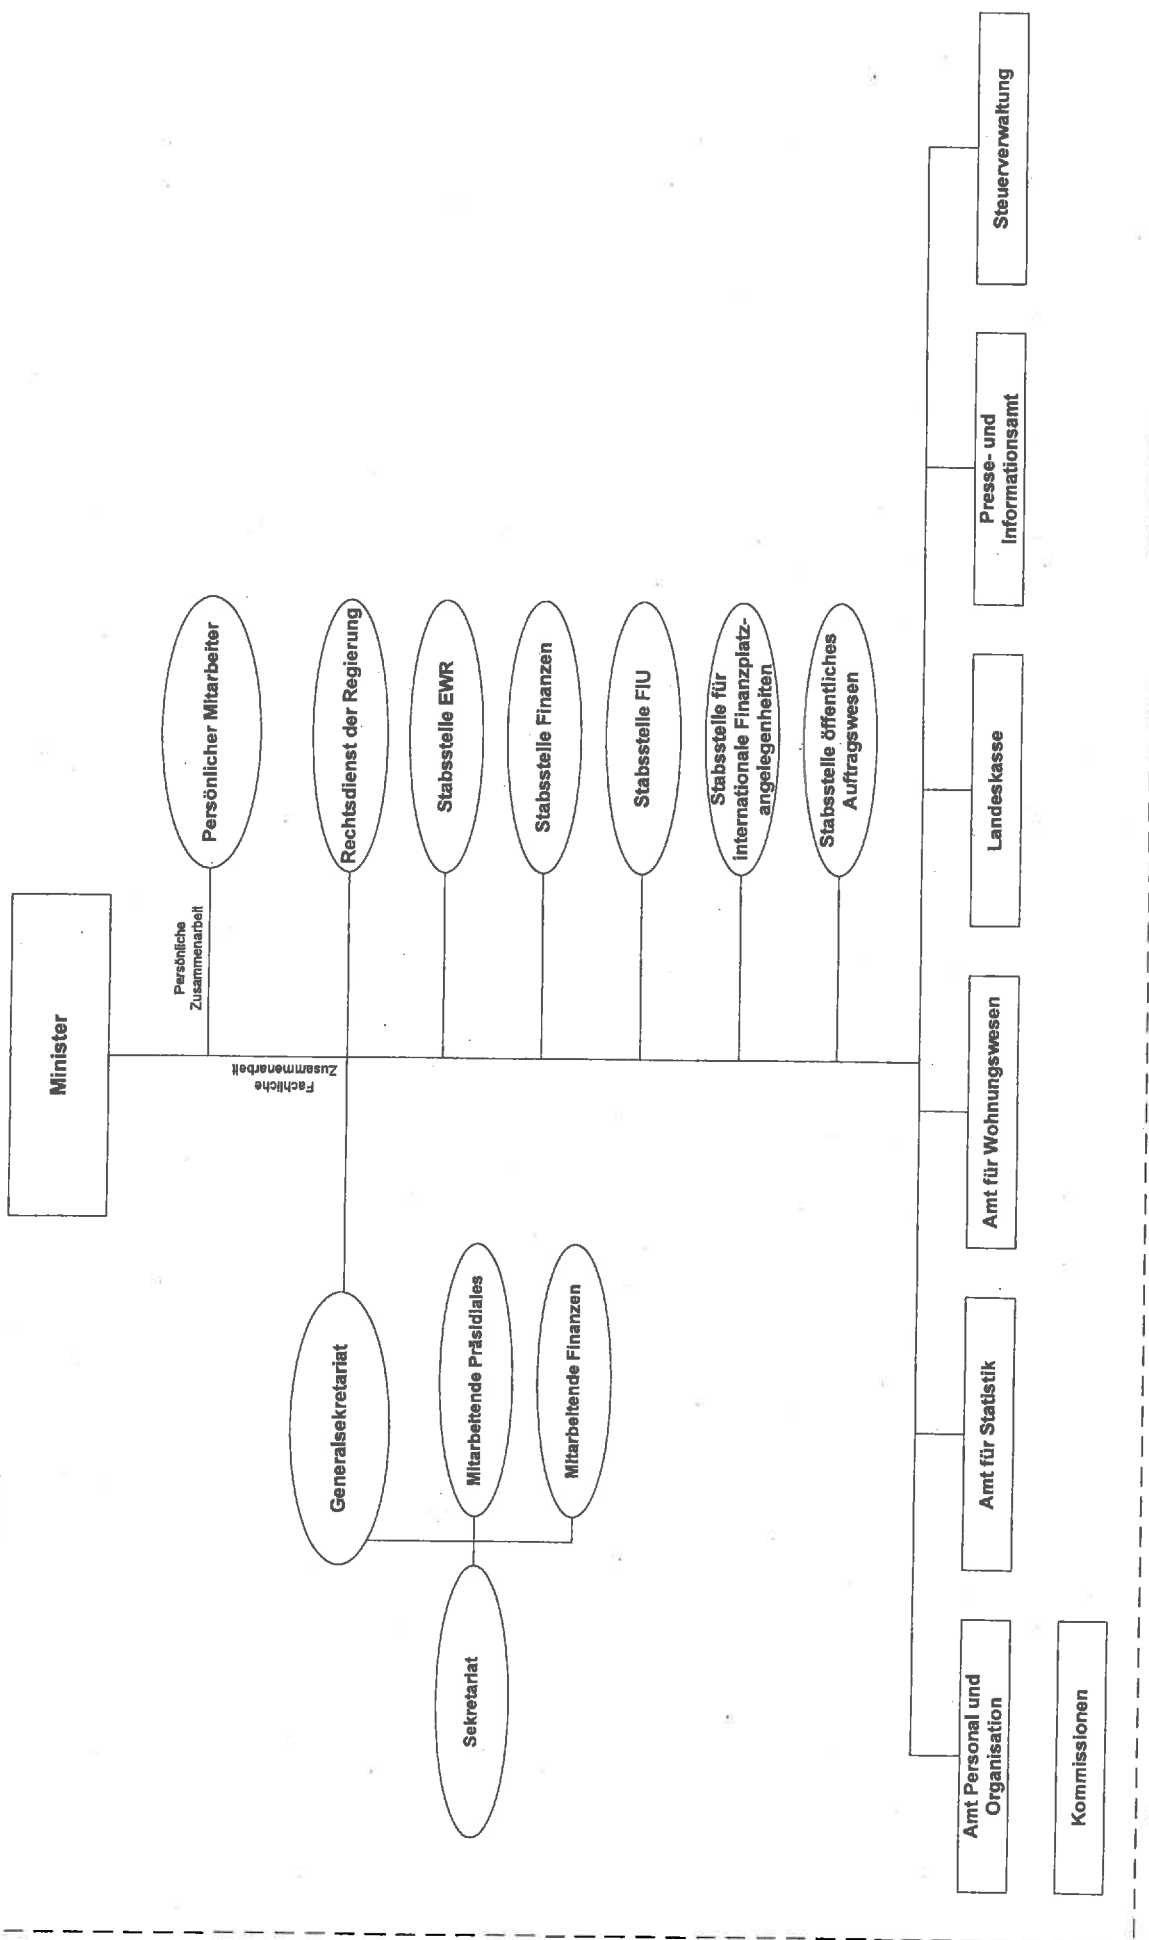 Minister
Persönliche
Zusammenarbeit
Persönlicher Mitarbeiter
Fachliche
Zusammenarbeit
Generalsekretariat
Rechtsdienst der Regierung
Sekretariat
Mitarbeitende Präsidiales
Stabsstelle EWR
Mitarbeitende Finanzen
Stabsstelle Finanzen
Stabsstelle FIU
Stabsstelle für
internationale Finanzplatz-
angelegenheiten
Stabsstelle öffentliches
Auftragswesen
Amt Personal und
Organisation
Amt für Statistik
Amt für Wohnungswesen
Landeskasse
Presse- und
Informationsamt
Steuerverwaltung
Kommissionen